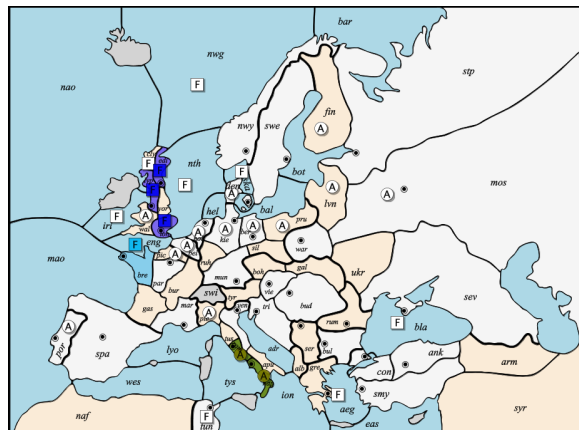 bar
nwg
nao
stp
fin
nwy
swe
F
A
nth
bot
F
F
F
F
A
F
A
lvn
A
mos
F
irl
A
wal
F
hel
A
bal
A
pru
eng
F
A
kie
A
sil
war
mao
pic
A
ruh
bre
par
bur
mun
boh
gal
ukr
swi
tyr
vie
bud
sev
gas
mar
A
ven
tri
rum
F
bla
A
por
spa
lyo
tus
A
adr
ser
bul
A
apu
alb
gre
con
ank
arm
wes
tys
ion
F
aeg
smy
naf
F
tun
eas
syr